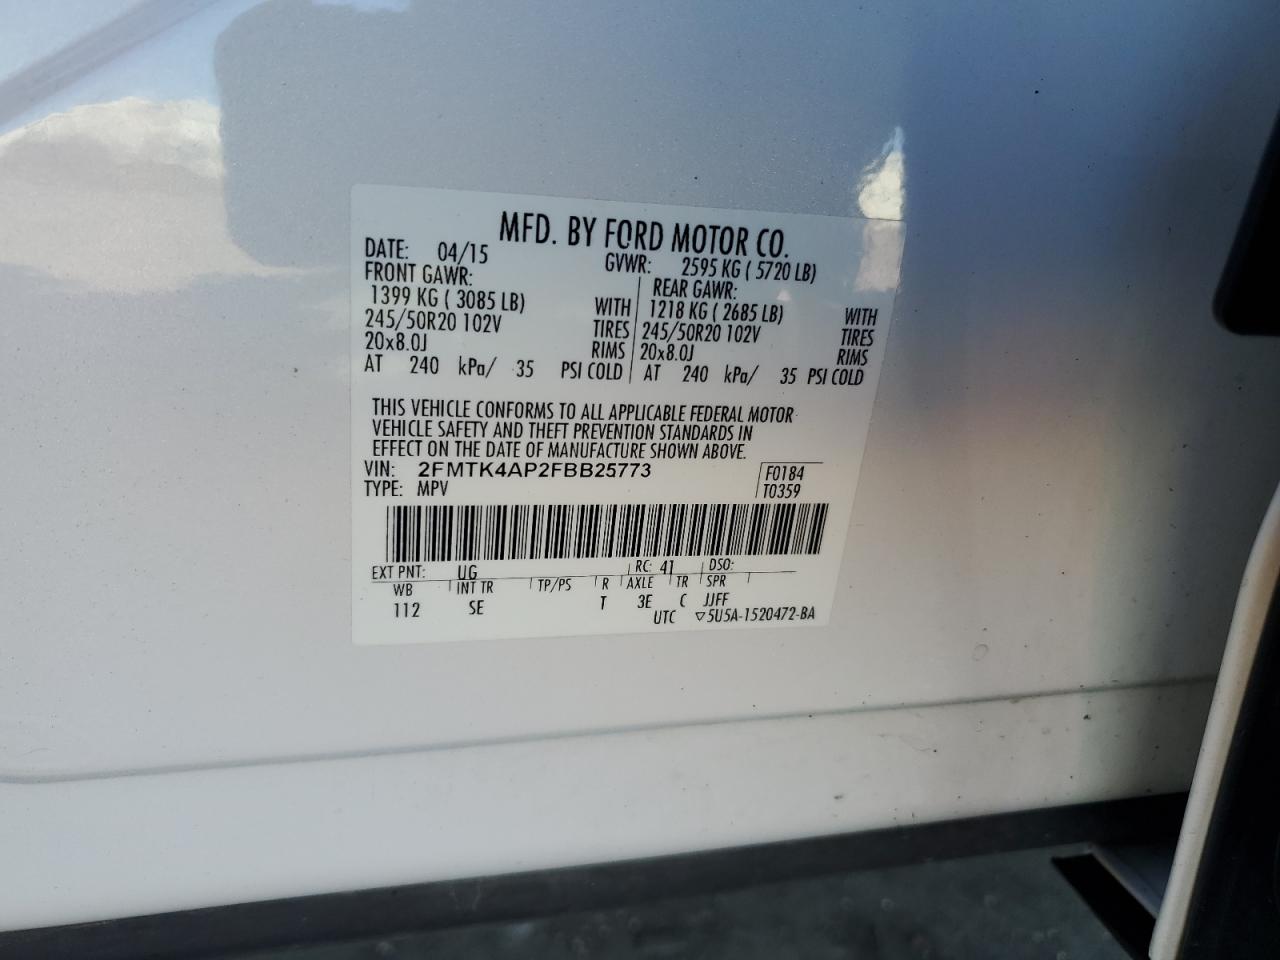 MFD. BY FORD MOTOR CO.
DATE: 04/15 GVWR: 2595 KG ( 5720 LB)
FRONT GAWR: REAR GAWR:
1399 KG ( 3085 LB) WITH 1218 KG ( 2685 LB) WITH
245/50R20 102V TIRES 245/50R20 102V TIRES
20x8.0J RIMS 20x8.0J RIMS
AT 240 kPa/ 35 PSI COLD AT 240 kPa/ 35 PSI COLD
THIS VEHICLE CONFORMS TO ALL APPLICABLE FEDERAL MOTOR
VEHICLE SAFETY AND THEFT PREVENTION STANDARDS IN
EFFECT ON THE DATE OF MANUFACTURE SHOWN ABOVE.
VIN: 2FMTK4AP2FBB25773 F0184
TYPE: MPV T0359
EXT PNT: UG RC: 41 DSO:
WB INT TR TP/PS R AXLE TR SPR
112 SE T 3E C JJFF
UTC ▽5U5A-1520472-BA